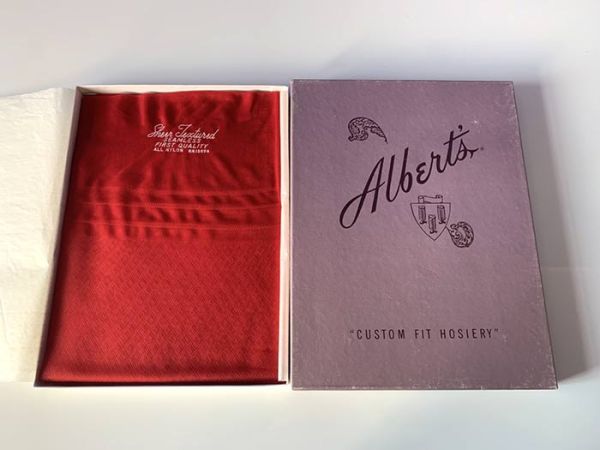 Sheer Textured
SEAMLESS
FIRST QUALITY
ALL NYLON
Albert's
"CUSTOM FIT HOSIERY"